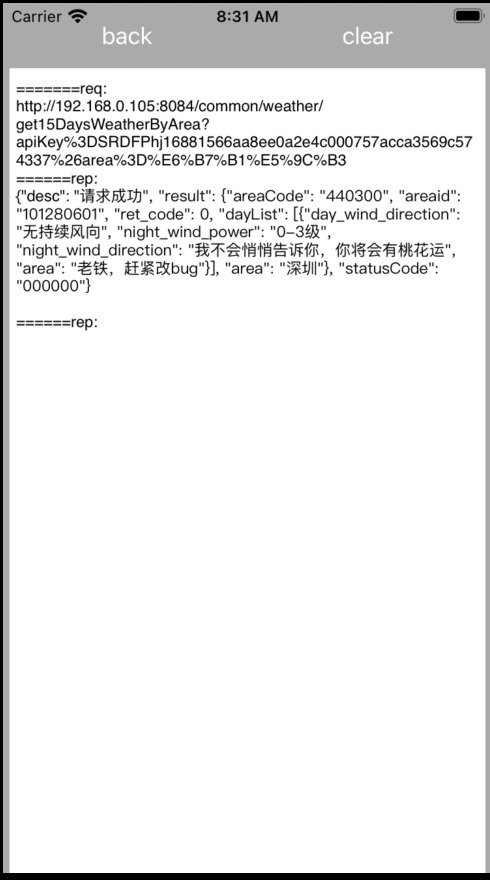 Carrier 8:31 AM
back clear
=======req:
http://192.168.0.105:8084/common/weather/
get15DaysWeatherByArea?
apiKey%3DSRDFPhj16881566aa8ee0a2e4c000757acca3569c57
4337%26area%3D%E6%B7%B1%E5%9C%B3
======rep:
{"desc": "请求成功", "result": {"areaCode": "440300", "areaid":
"101280601", "ret_code": 0, "dayList": [{"day_wind_direction":
"无持续风向", "night_wind_power": "0-3级",
"night_wind_direction": "我不会悄悄告诉你，你将会有桃花运",
"area": "老铁，赶紧改bug"}], "area": "深圳"}, "statusCode":
"000000"}
======rep: